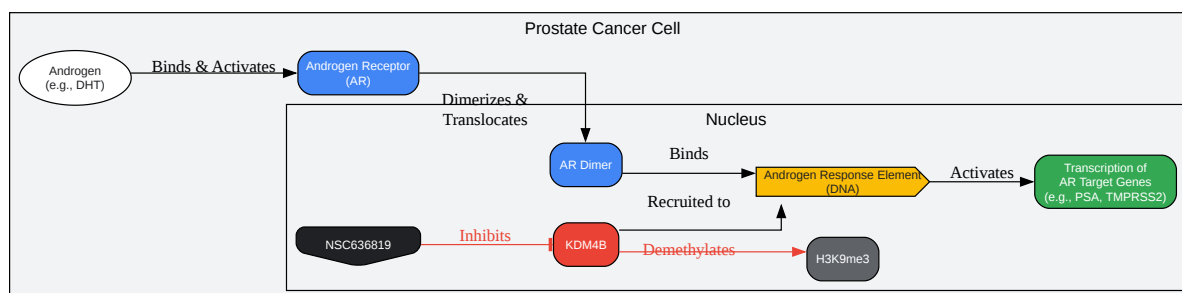 Prostate Cancer Cell
Androgen
(e.g., DHT)
Binds & Activates
Androgen Receptor
(AR)
Dimerizes &
Translocates
Nucleus
AR Dimer
Binds
Androgen Response Element
(DNA)
Activates
Transcription of
AR Target Genes
(e.g., PSA, TMPRSS2)
Recruited to
NSC636819
Inhibits
KDM4B
Demethylates
H3K9me3